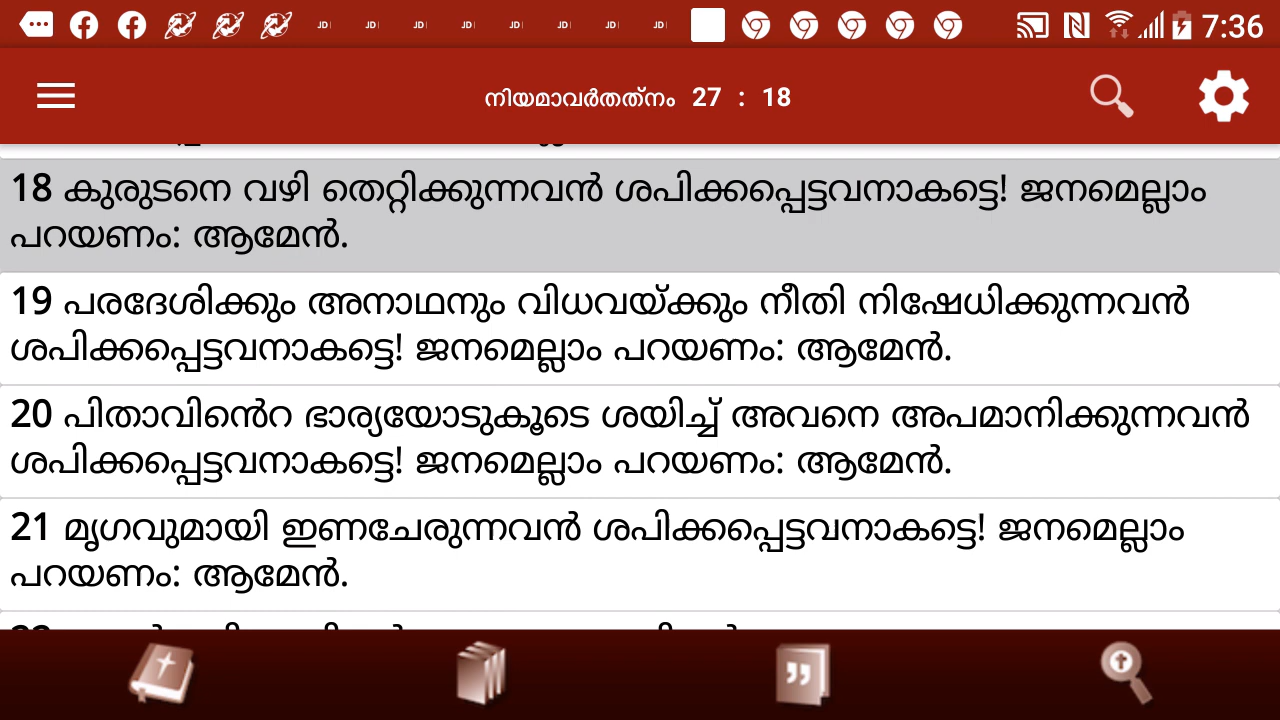 7:36
നിയമാവർതത്നം 27 : 18
18 കുരുടനെ വഴി തെറ്റിക്കുന്നവൻ ശപിക്കപ്പെട്ടവനാകട്ടെ! ജനമെല്ലാം
പറയണം: ആമേൻ.
19 പരദേശിക്കും അനാഥനും വിധവയ്ക്കും നീതി നിഷേധിക്കുന്നവൻ
ശപിക്കപ്പെട്ടവനാകട്ടെ! ജനമെല്ലാം പറയണം: ആമേൻ.
20 പിതാവിൻെറ ഭാര്യയോടുകൂടെ ശയിച്ച് അവനെ അപമാനിക്കുന്നവൻ
ശപിക്കപ്പെട്ടവനാകട്ടെ! ജനമെല്ലാം പറയണം: ആമേൻ.
21 മൃഗവുമായി ഇണചേരുന്നവൻ ശപിക്കപ്പെട്ടവനാകട്ടെ! ജനമെല്ലാം
പറയണം: ആമേൻ.